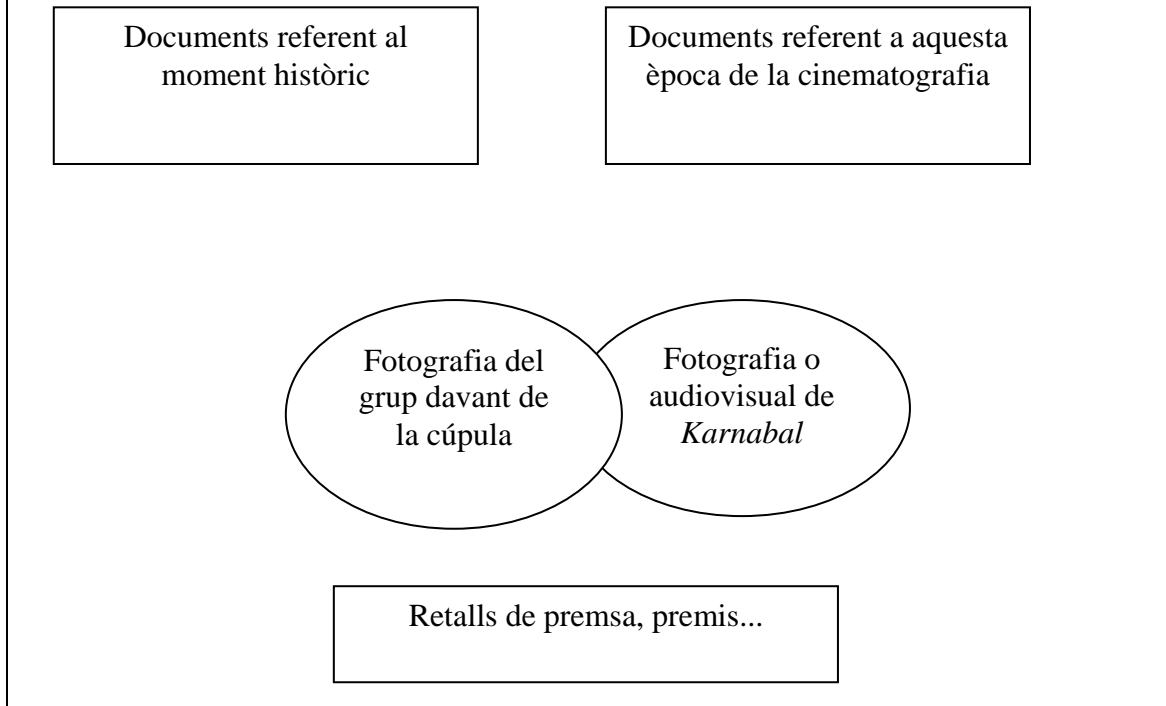 Documents referent al
moment històric
Documents referent a aquesta
època de la cinematografia
Fotografia del
grup davant de
la cúpula
Fotografia o
audiovisual de
Karnabal
Retalls de premsa, premis...